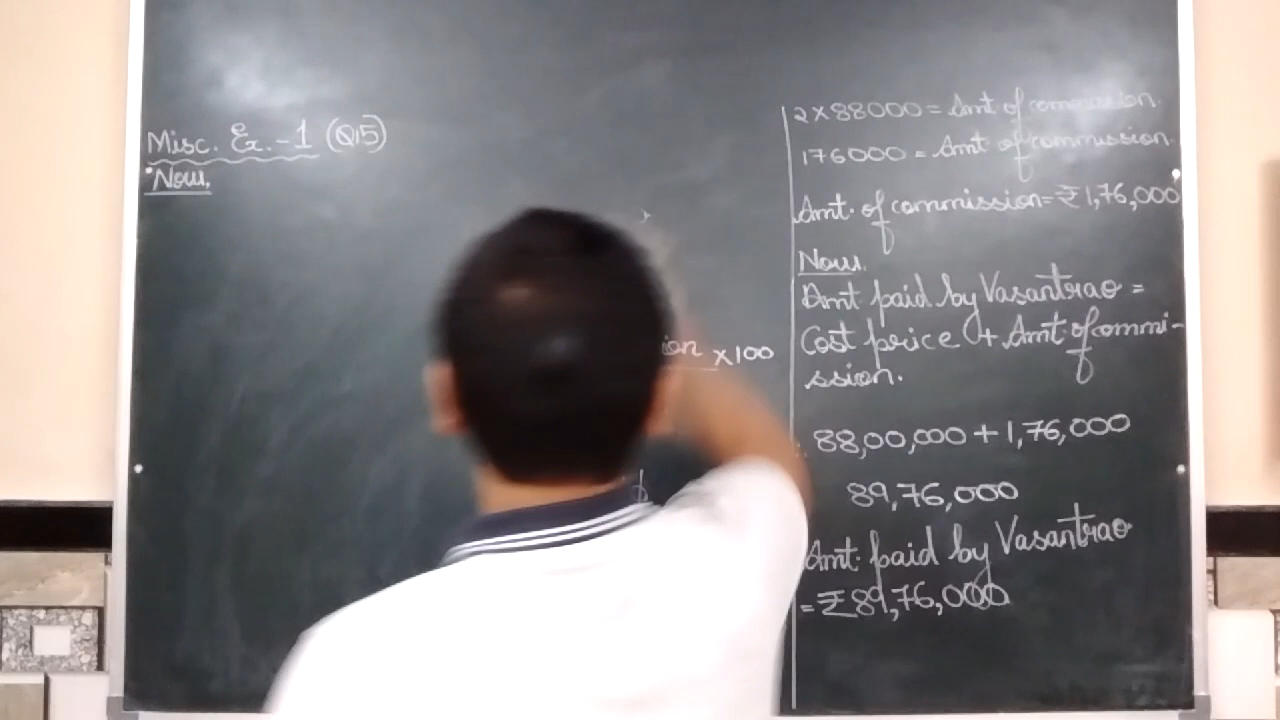 Misc. Ex.-1 (Q15)
Now,
×100
2×88000 = Amt of commission.
176000 = Amt of commission.
Amt. of commission=₹1,76,000
Now,
Amt paid by Vasantrao =
Cost price + Amt. of commi-
ssion.
88,00,000 + 1,76,000
89,76,000
Amt. paid by Vasantrao
= ₹89,76,000